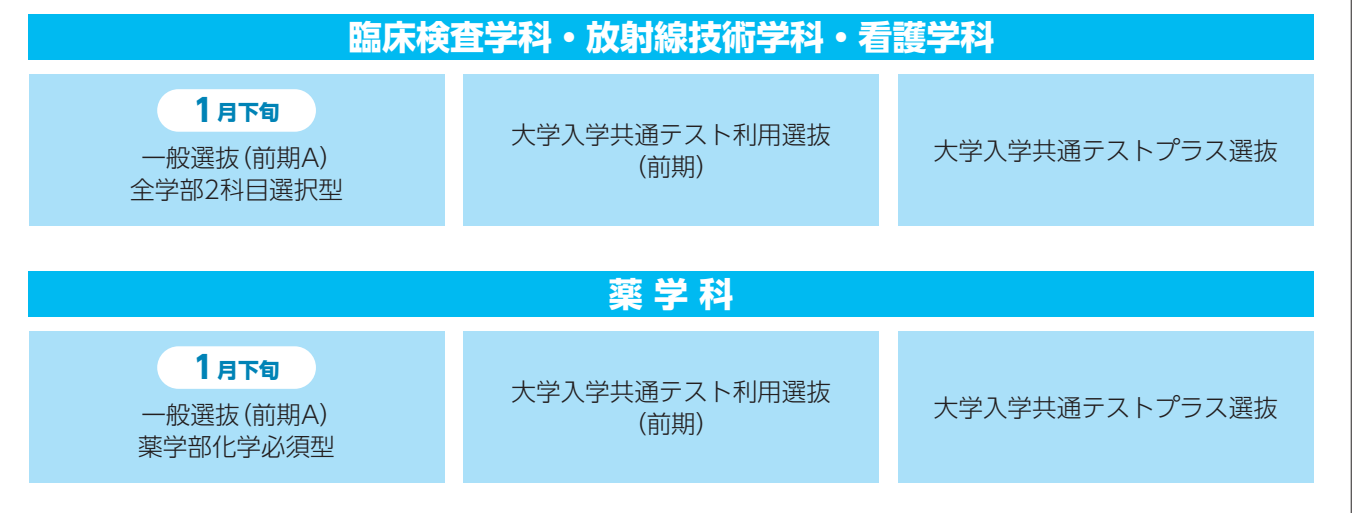 臨床検査学科・放射線技術学科・看護学科
1月下旬
一般選抜(前期A)
全学部2科目選択型
大学入学共通テスト利用選抜
(前期)
大学入学共通テストプラス選抜
薬学科
1月下旬
一般選抜(前期A)
薬学部化学必須型
大学入学共通テスト利用選抜
(前期)
大学入学共通テストプラス選抜